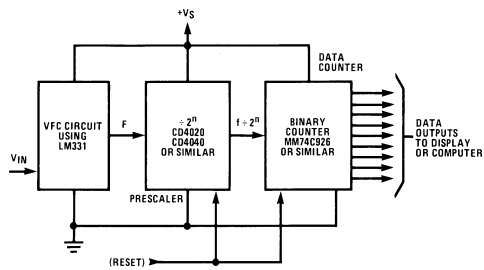 +VS
DATA
COUNTER
VFC CIRCUIT
USING
LM331
F
÷ 2ⁿ
CD4020
CD4040
OR SIMILAR
f ÷ 2ⁿ
BINARY
COUNTER
MM74C926
OR SIMILAR
DATA
OUTPUTS
TO DISPLAY
OR COMPUTER
VIN
PRESCALER
(RESET)